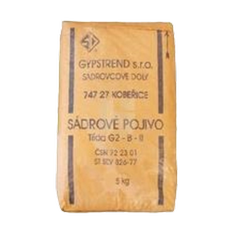 GYPSTREND s.r.o.
SÁDROVCOVÉ DOLY
747 27 KOBEŘICE
SÁDROVÉ POJIVO
Třída G2 - B - II
ČSN 72 23 01
ST SEV 826-77
5 kg